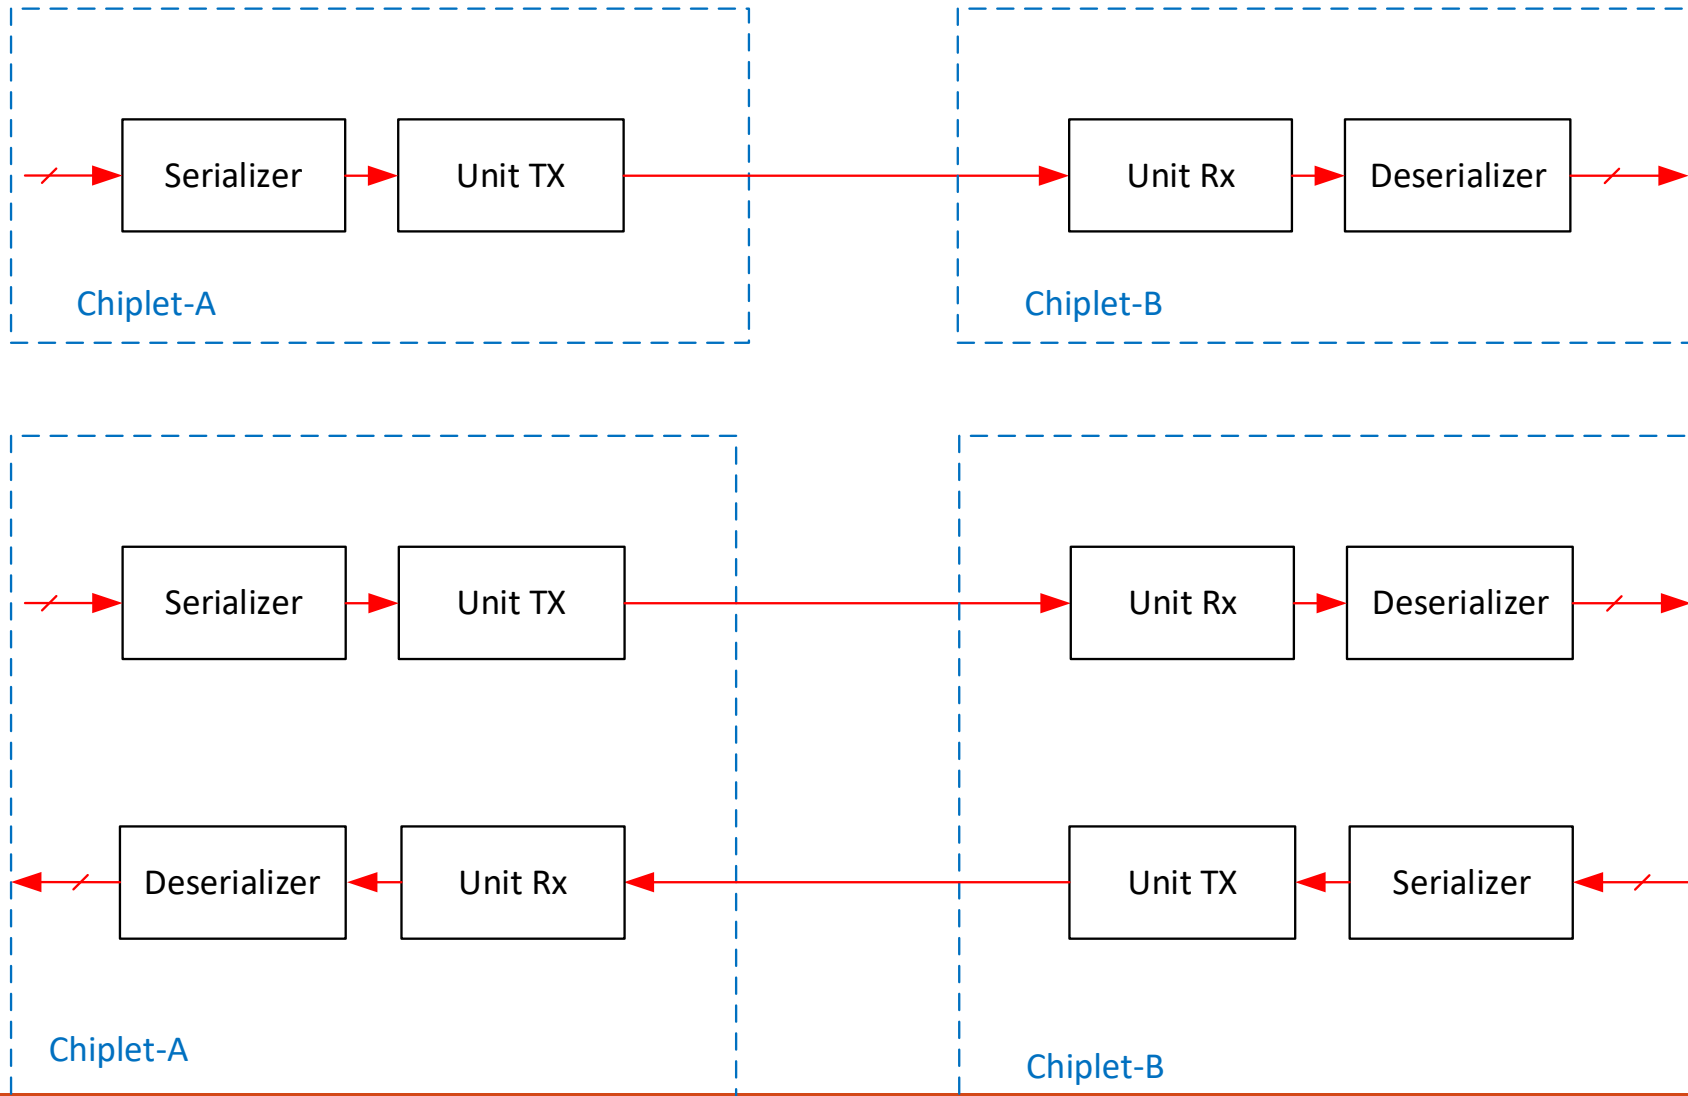 Serializer
Unit TX
Unit Rx
Deserializer
Chiplet-A
Chiplet-B
Serializer
Unit TX
Unit Rx
Deserializer
Deserializer
Unit Rx
Unit TX
Serializer
Chiplet-A
Chiplet-B